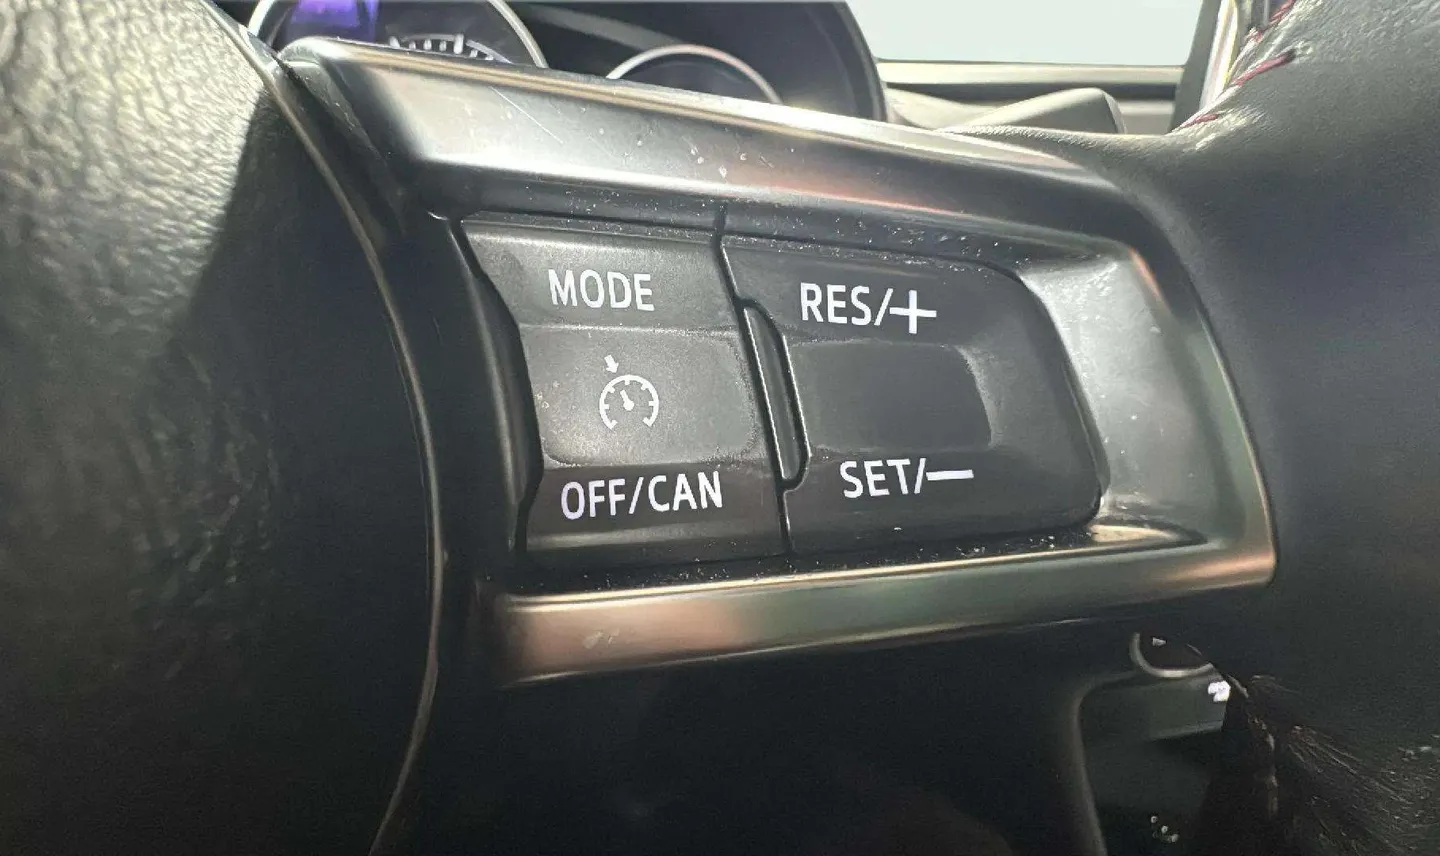 MODE
RES/+
OFF/CAN
SET/—